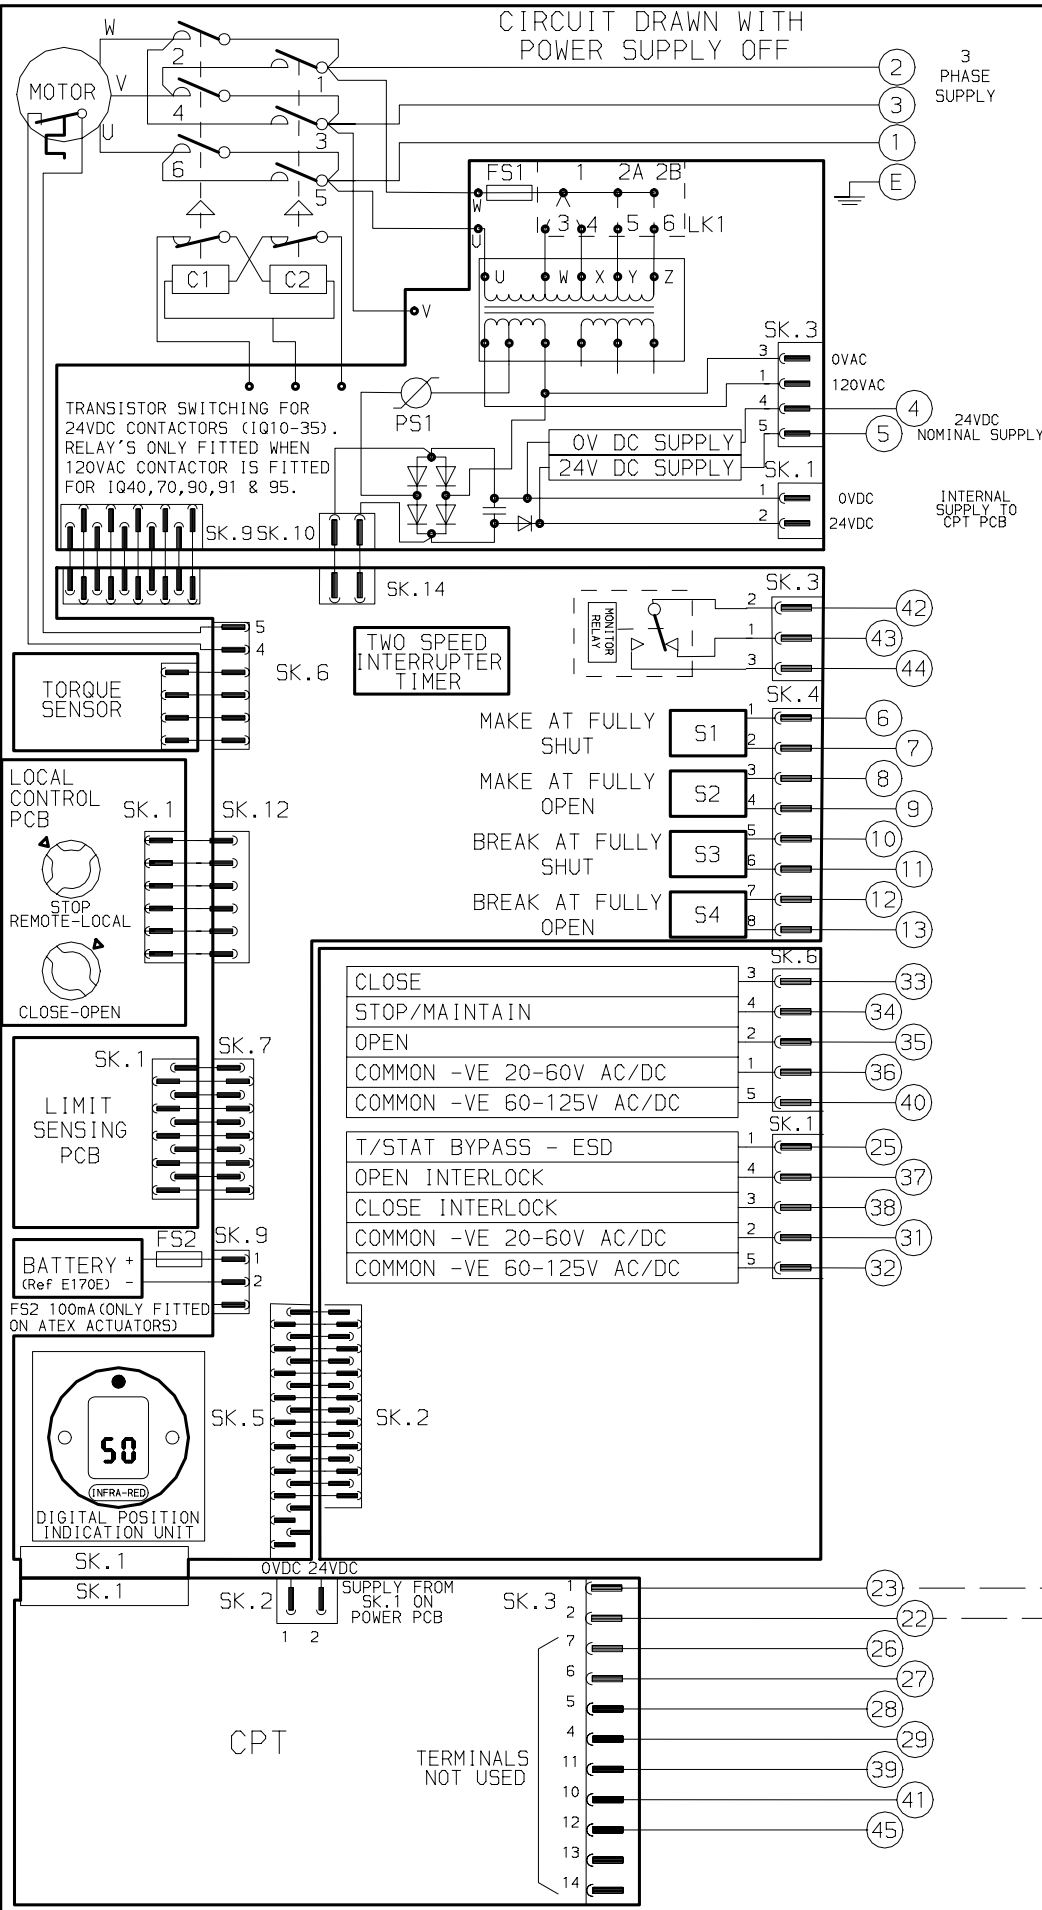 CIRCUIT DRAWN WITH
POWER SUPPLY OFF
W
2
1
2
3
PHASE
SUPPLY
MOTOR
V
4
3
3
U
6
5
1
E
FS1
1
2A
2B
W
U
3
4
5
6
LK1
C1
C2
U
W
X
Y
Z
V
SK.3
3
0VAC
1
120VAC
4
4
24VDC
NOMINAL SUPPLY
5
5
PS1
0V DC SUPPLY
24V DC SUPPLY
SK.1
1
0VDC
2
24VDC
INTERNAL
SUPPLY TO
CPT PCB
TRANSISTOR SWITCHING FOR
24VDC CONTACTORS (IQ10-35).
RELAY'S ONLY FITTED WHEN
120VAC CONTACTOR IS FITTED
FOR IQ40,70,90,91 & 95.
SK.9
SK.10
SK.14
SK.3
MONITOR
RELAY
2
42
1
43
3
44
TWO SPEED
INTERRUPTER
TIMER
5
4
SK.6
TORQUE
SENSOR
SK.4
MAKE AT FULLY
SHUT
S1
1
6
2
7
MAKE AT FULLY
OPEN
S2
3
8
4
9
BREAK AT FULLY
SHUT
S3
5
10
6
11
BREAK AT FULLY
OPEN
S4
7
12
8
13
LOCAL
CONTROL
PCB
SK.1
SK.12
STOP
REMOTE-LOCAL
CLOSE-OPEN
SK.6
CLOSE
3
33
STOP/MAINTAIN
4
34
OPEN
2
35
COMMON -VE 20-60V AC/DC
1
36
COMMON -VE 60-125V AC/DC
5
40
SK.1
T/STAT BYPASS - ESD
1
25
OPEN INTERLOCK
4
37
CLOSE INTERLOCK
3
38
COMMON -VE 20-60V AC/DC
2
31
COMMON -VE 60-125V AC/DC
5
32
SK.1
SK.7
LIMIT
SENSING
PCB
FS2
SK.9
BATTERY +
(Ref E170E) -
1
2
FS2 100mA(ONLY FITTED
ON ATEX ACTUATORS)
SK.5
SK.2
50
INFRA-RED
DIGITAL POSITION
INDICATION UNIT
SK.1
SK.1
0VDC 24VDC
SK.2
1 2
SUPPLY FROM
SK.1 ON
POWER PCB
SK.3
1
23
2
22
7
26
6
27
5
28
4
29
11
39
10
41
12
45
13
14
CPT
TERMINALS
NOT USED